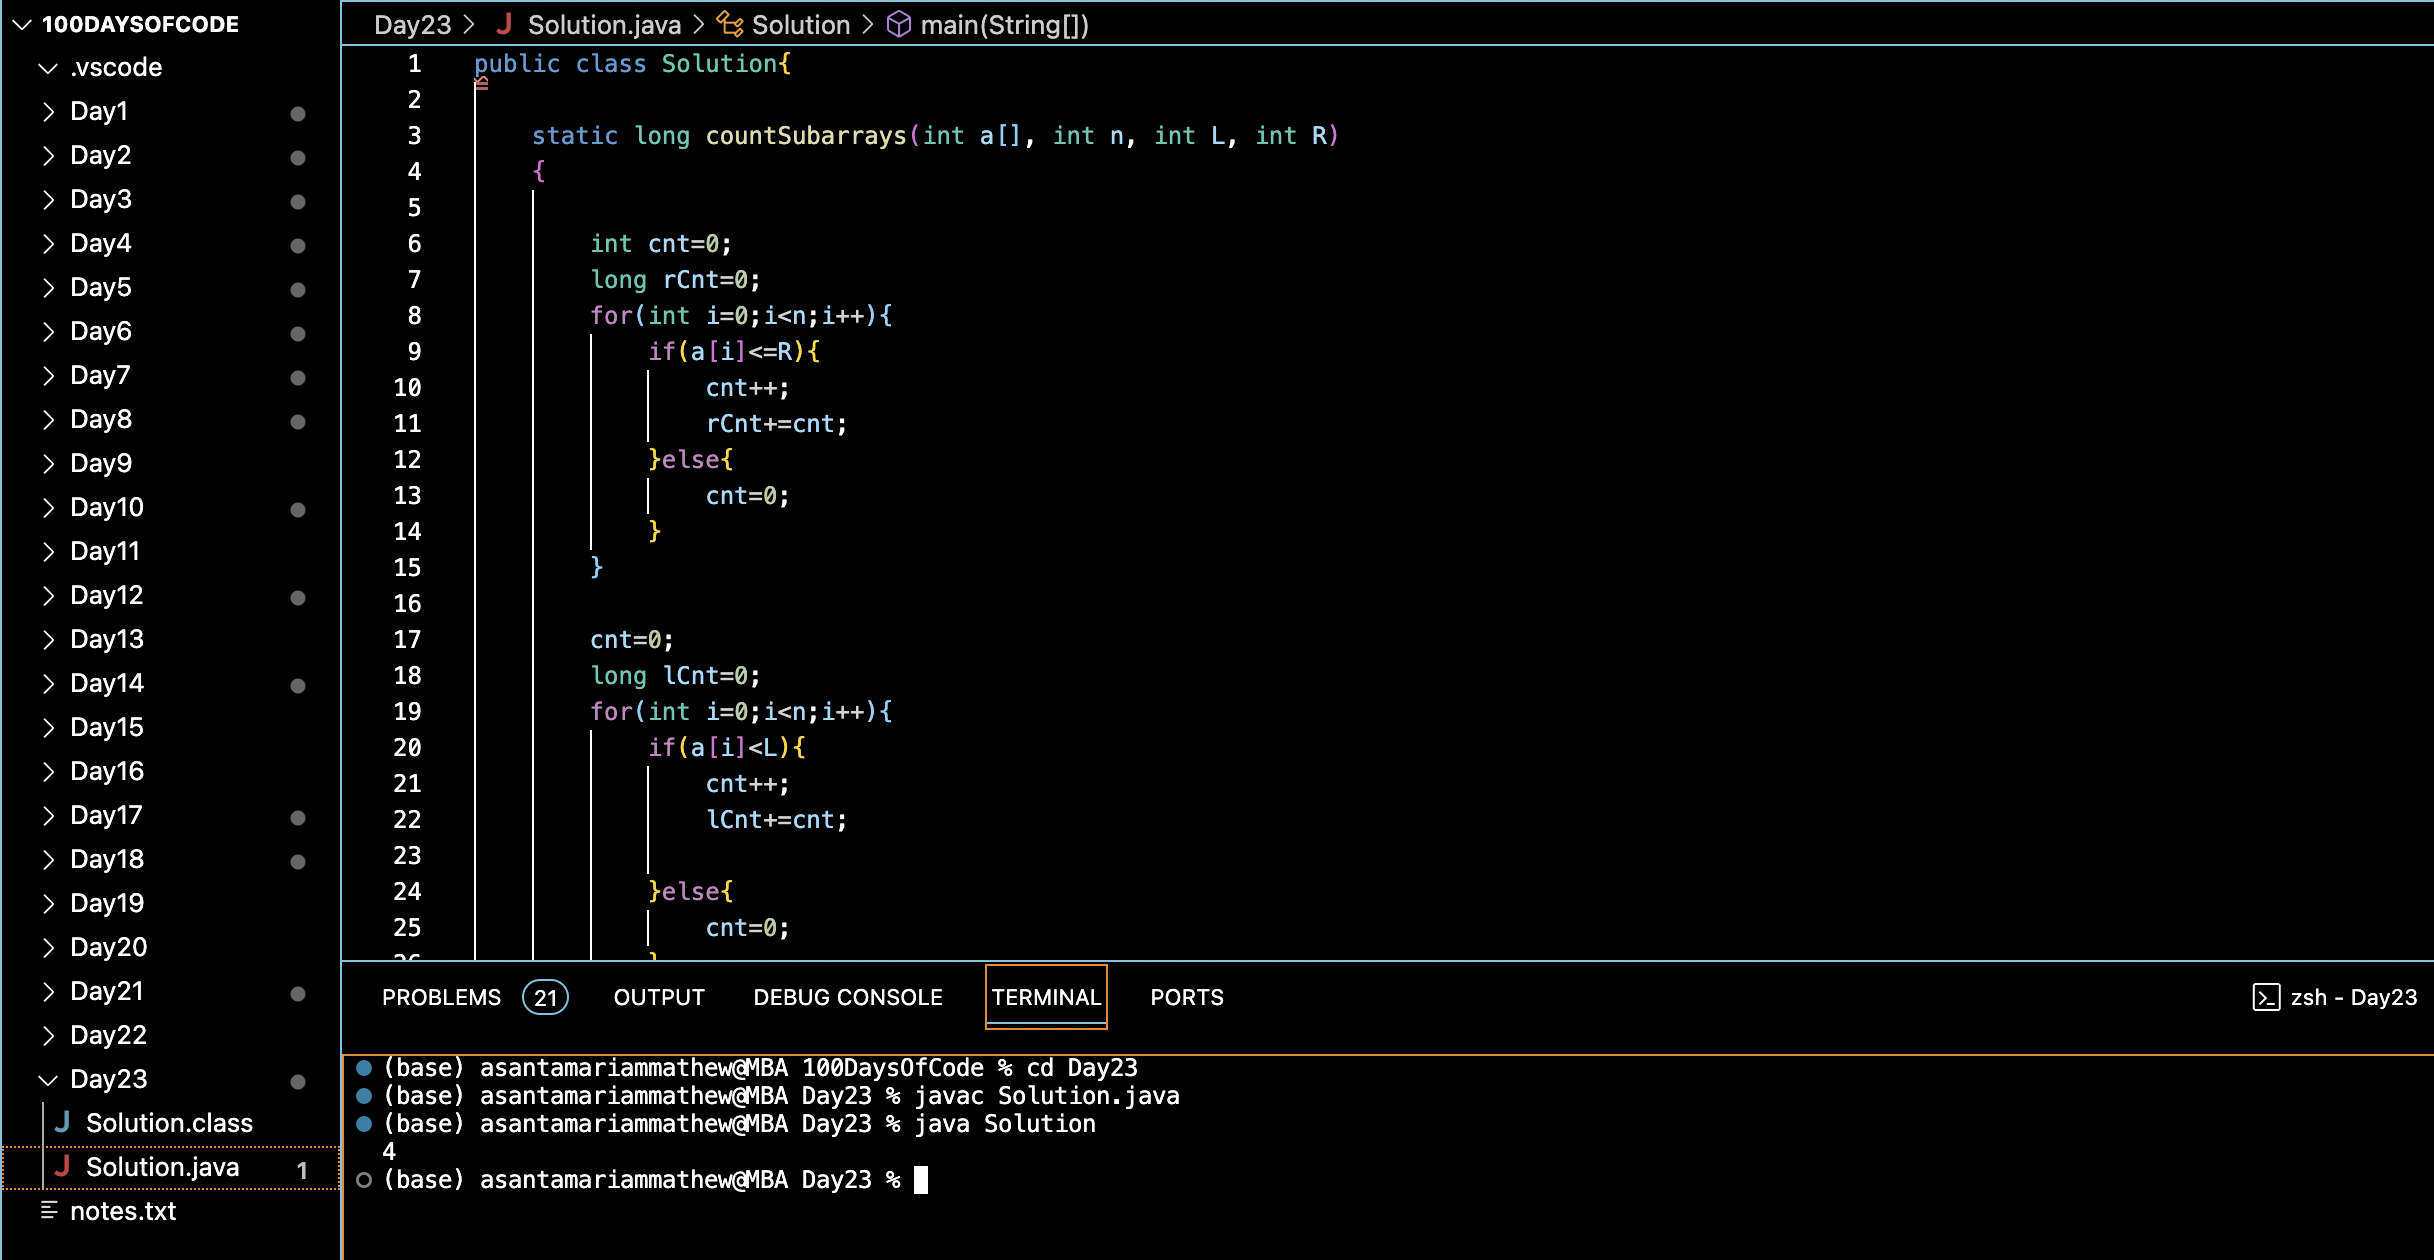 100DAYSOFCODE
.vscode
Day1
Day2
Day3
Day4
Day5
Day6
Day7
Day8
Day9
Day10
Day11
Day12
Day13
Day14
Day15
Day16
Day17
Day18
Day19
Day20
Day21
Day22
Day23
J Solution.class
J Solution.java 1
notes.txt
Day23 > J Solution.java > Solution > main(String[])
1 public class Solution{
2
3 static long countSubarrays(int a[], int n, int L, int R)
4 {
5
6 int cnt=0;
7 long rCnt=0;
8 for(int i=0;i<n;i++){
9 if(a[i]<=R){
10 cnt++;
11 rCnt+=cnt;
12 }else{
13 cnt=0;
14 }
15 }
16
17 cnt=0;
18 long lCnt=0;
19 for(int i=0;i<n;i++){
20 if(a[i]<L){
21 cnt++;
22 lCnt+=cnt;
23
24 }else{
25 cnt=0;
26 }
PROBLEMS 21 OUTPUT DEBUG CONSOLE TERMINAL PORTS zsh - Day23
(base) asantamariammathew@MBA 100DaysOfCode % cd Day23
(base) asantamariammathew@MBA Day23 % javac Solution.java
(base) asantamariammathew@MBA Day23 % java Solution
4
(base) asantamariammathew@MBA Day23 %